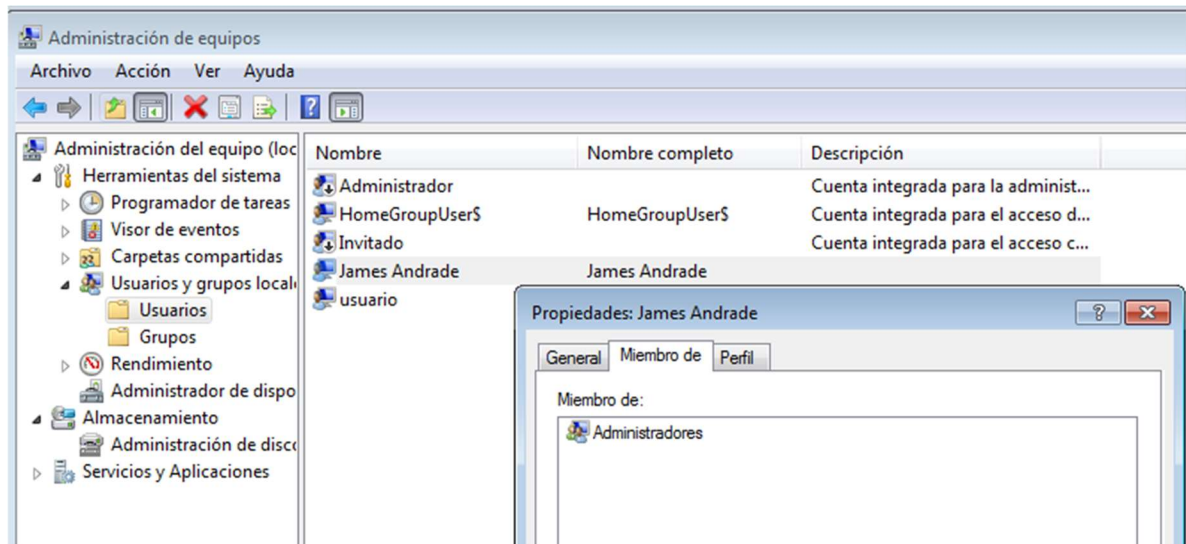 Administración de equipos
Archivo Acción Ver Ayuda
Administración del equipo (loc
Herramientas del sistema
Programador de tareas
Visor de eventos
Carpetas compartidas
Usuarios y grupos local
Usuarios
Grupos
Rendimiento
Administrador de dispo
Almacenamiento
Administración de disco
Servicios y Aplicaciones
Nombre Nombre completo Descripción
Administrador Cuenta integrada para la administ...
HomeGroupUser$ HomeGroupUser$ Cuenta integrada para el acceso d...
Invitado Cuenta integrada para el acceso c...
James Andrade James Andrade
usuario
Propiedades: James Andrade
General Miembro de Perfil
Miembro de:
Administradores